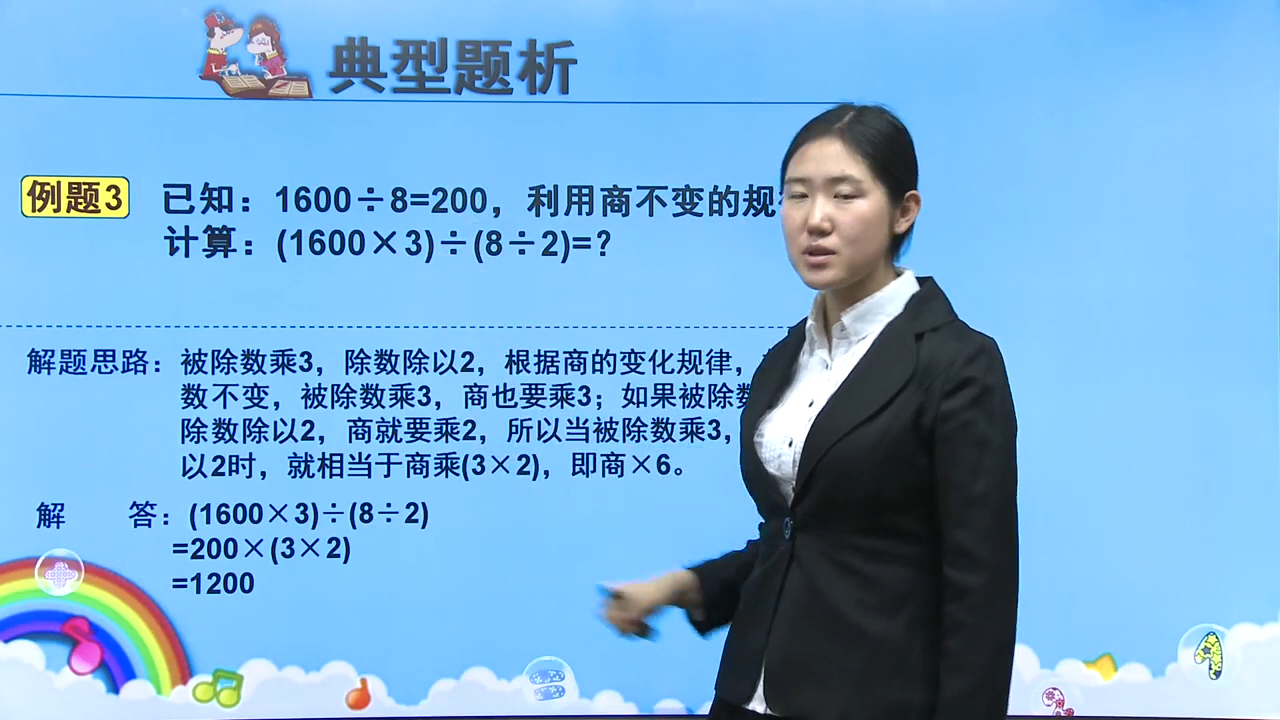 典型题析
例题3 已知：1600÷8=200，利用商不变的规
计算：(1600×3)÷(8÷2)=?
解题思路：被除数乘3，除数除以2，根据商的变化规律，
数不变，被除数乘3，商也要乘3；如果被除数
除数除以2，商就要乘2，所以当被除数乘3，
以2时，就相当于商乘(3×2)，即商×6。
解 答：(1600×3)÷(8÷2)
=200×(3×2)
=1200